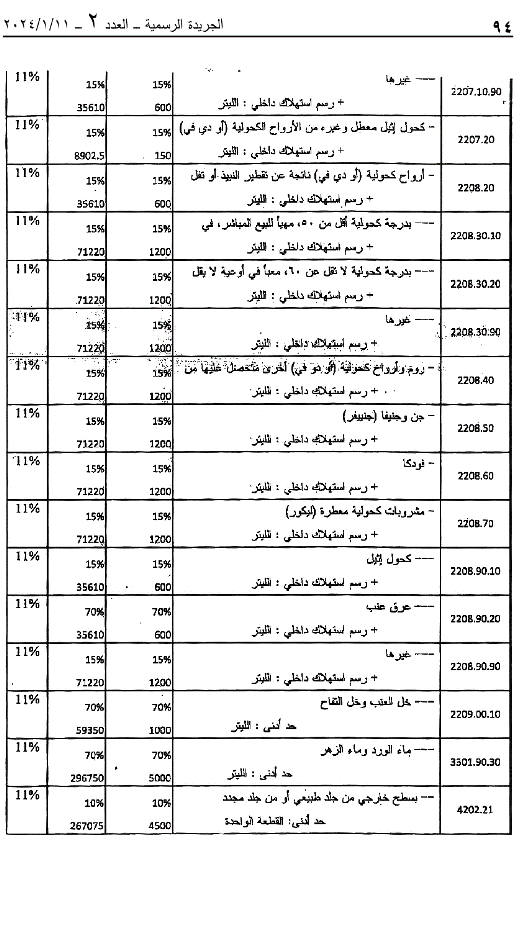 ٩٤ الجريدة الرسمية – العدد ٢ – ٢٠٢٤/١/١١
2207.10.90 --- غيرها 15% 15% 11%
+ رسم استهلاك داخلي : الليتر 600 35610
2207.20 - كحول إثيل معطل وغيره من الأرواح الكحولية (أو دي في) 15% 15% 11%
+ رسم استهلاك داخلي : الليتر 150 8902.5
2208.20 - أرواح كحولية (أو دي في) ناتجة عن تقطير النبيذ أو تفل 15% 15% 11%
+ رسم استهلاك داخلي : الليتر 600 35610
2208.30.10 --- بدرجة كحولية أقل من ٥٠، مهيأ للبيع المباشر، في 15% 15% 11%
+ رسم استهلاك داخلي : الليتر 1200 71220
2208.30.20 --- بدرجة كحولية لا تقل عن ٦٠، معبأ في أوعية لا يقل 15% 15% 11%
+ رسم استهلاك داخلي : الليتر 1200 71220
2208.30.90 --- غيرها 15% 15% 11%
+ رسم استهلاك داخلي : الليتر 1200 71220
2208.40 - روم وأرواح كحولية (أو دو في) أخرى متحصل عليها من 15% 15% 11%
+ رسم استهلاك داخلي : الليتر 1200 71220
2208.50 - جن وجنيفا (جنييفر) 15% 15% 11%
+ رسم استهلاك داخلي : الليتر 1200 71220
2208.60 - فودكا 15% 15% 11%
+ رسم استهلاك داخلي : الليتر 1200 71220
2208.70 - مشروبات كحولية معطرة (ليكور) 15% 15% 11%
+ رسم استهلاك داخلي : الليتر 1200 71220
2208.90.10 --- كحول إثيل 15% 15% 11%
+ رسم استهلاك داخلي : الليتر 600 35610
2208.90.20 --- عرق عنب 70% 70% 11%
+ رسم استهلاك داخلي : الليتر 600 35610
2208.90.90 --- غيرها 15% 15% 11%
+ رسم استهلاك داخلي : الليتر 1200 71220
2209.00.10 --- خل العنب وخل التفاح 70% 70% 11%
حد أدنى : الليتر 1000 59350
3301.90.30 --- ماء الورد وماء الزهر 70% 70% 11%
حد أدنى : الليتر 5000 296750
4202.21 -- بسطح خارجي من جلد طبيعي أو من جلد مجدد 10% 10% 11%
حد أدنى: القطعة الواحدة 4500 267075